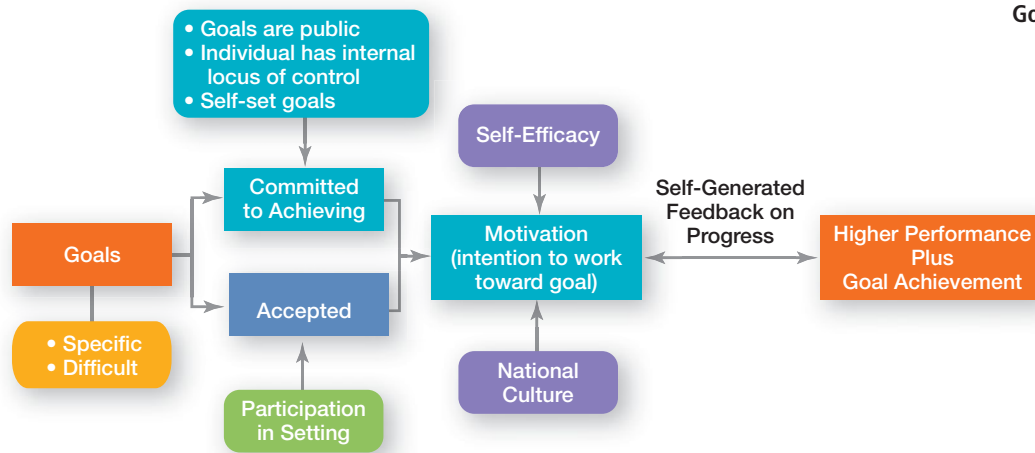 Go
• Goals are public
• Individual has internal
locus of control
• Self-set goals
Self-Efficacy
Committed
to Achieving
Self-Generated
Feedback on
Progress
Goals
Motivation
(intention to work
toward goal)
Higher Performance
Plus
Goal Achievement
Accepted
• Specific
• Difficult
National
Culture
Participation
in Setting